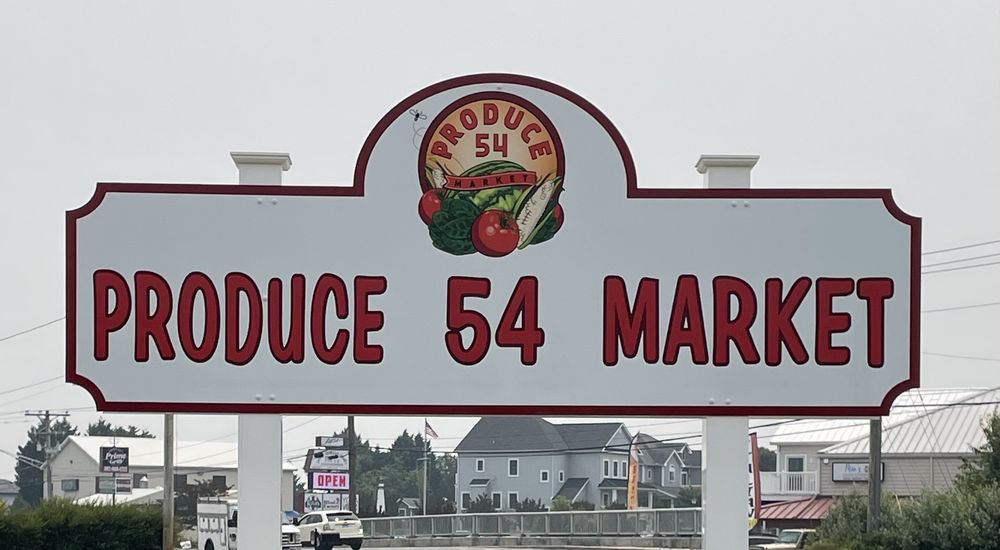 PRODUCE
54
MARKET
PRODUCE 54 MARKET
OPEN